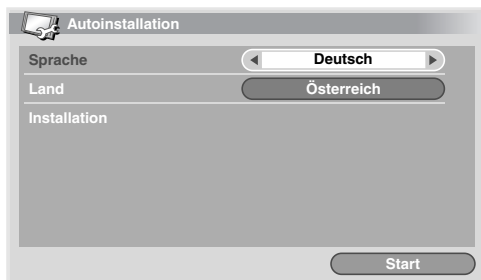 Autoinstallation
Sprache Deutsch
Land Österreich
Installation
Start